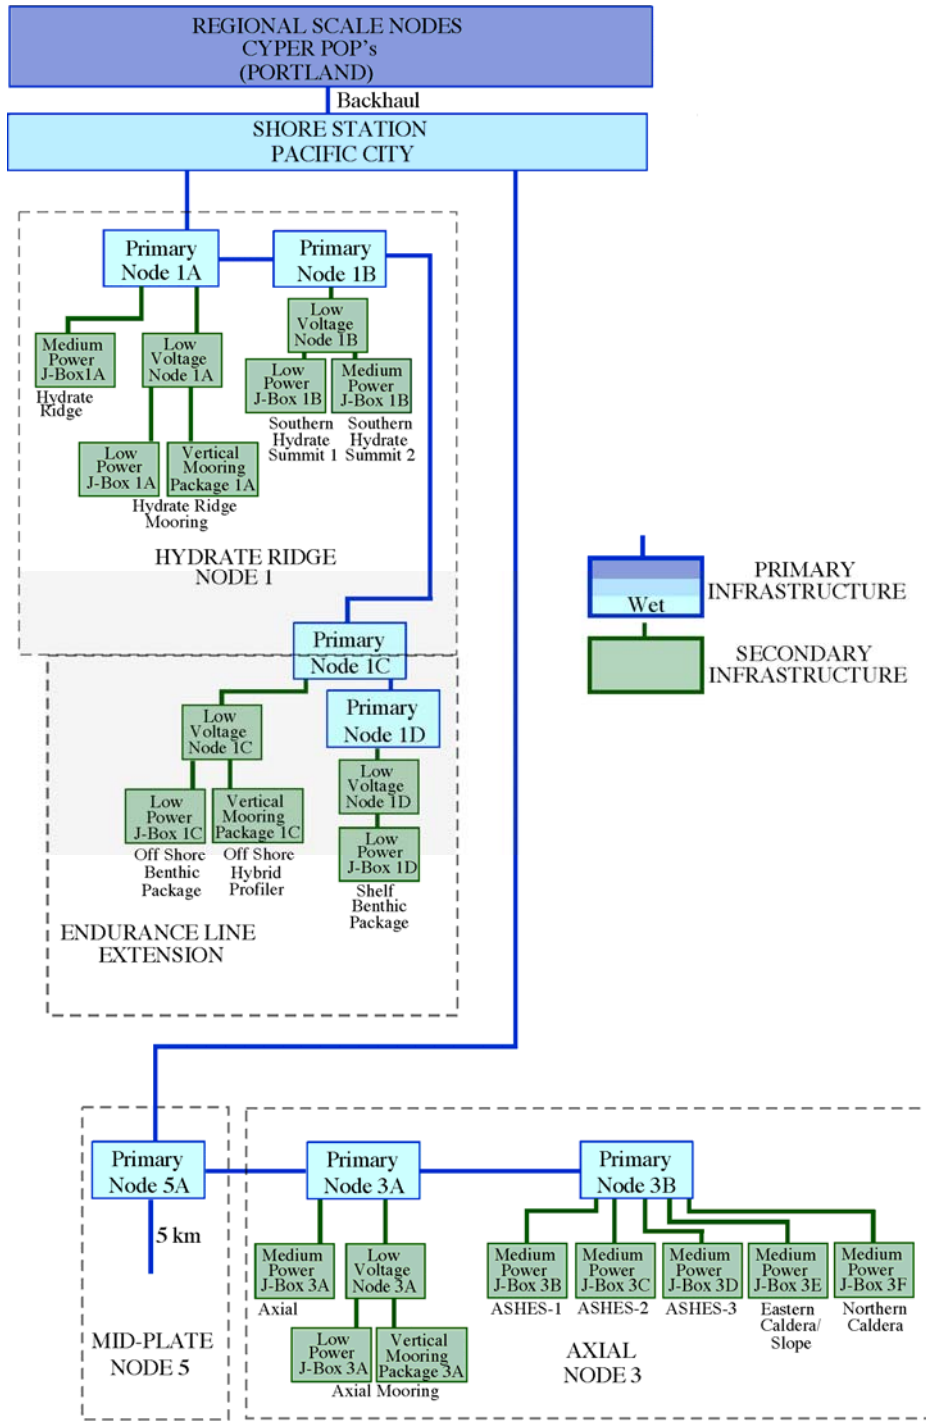 REGIONAL SCALE NODES
CYPER POP's
(PORTLAND)
Backhaul
SHORE STATION
PACIFIC CITY
Primary
Node 1A
Primary
Node 1B
Medium
Power
J-Box1A
Hydrate
Ridge
Low
Voltage
Node 1A
Low
Voltage
Node 1B
Low
Power
J-Box 1B
Southern
Hydrate
Summit 1
Medium
Power
J-Box 1B
Southern
Hydrate
Summit 2
Low
Power
J-Box 1A
Vertical
Mooring
Package 1A
Hydrate Ridge
Mooring
HYDRATE RIDGE
NODE 1
PRIMARY
INFRASTRUCTURE
Wet
SECONDARY
INFRASTRUCTURE
Primary
Node 1C
Primary
Node 1D
Low
Voltage
Node 1C
Low
Voltage
Node 1D
Low
Power
J-Box 1C
Off Shore
Benthic
Package
Vertical
Mooring
Package 1C
Off Shore
Hybrid
Profiler
Low
Power
J-Box 1D
Shelf
Benthic
Package
ENDURANCE LINE
EXTENSION
Primary
Node 5A
5 km
MID-PLATE
NODE 5
Primary
Node 3A
Primary
Node 3B
Medium
Power
J-Box 3A
Axial
Low
Voltage
Node 3A
Low
Power
J-Box 3A
Vertical
Mooring
Package 3A
Axial Mooring
Medium
Power
J-Box 3B
ASHES-1
Medium
Power
J-Box 3C
ASHES-2
Medium
Power
J-Box 3D
ASHES-3
Medium
Power
J-Box 3E
Eastern
Caldera/
Slope
Medium
Power
J-Box 3F
Northern
Caldera
AXIAL
NODE 3